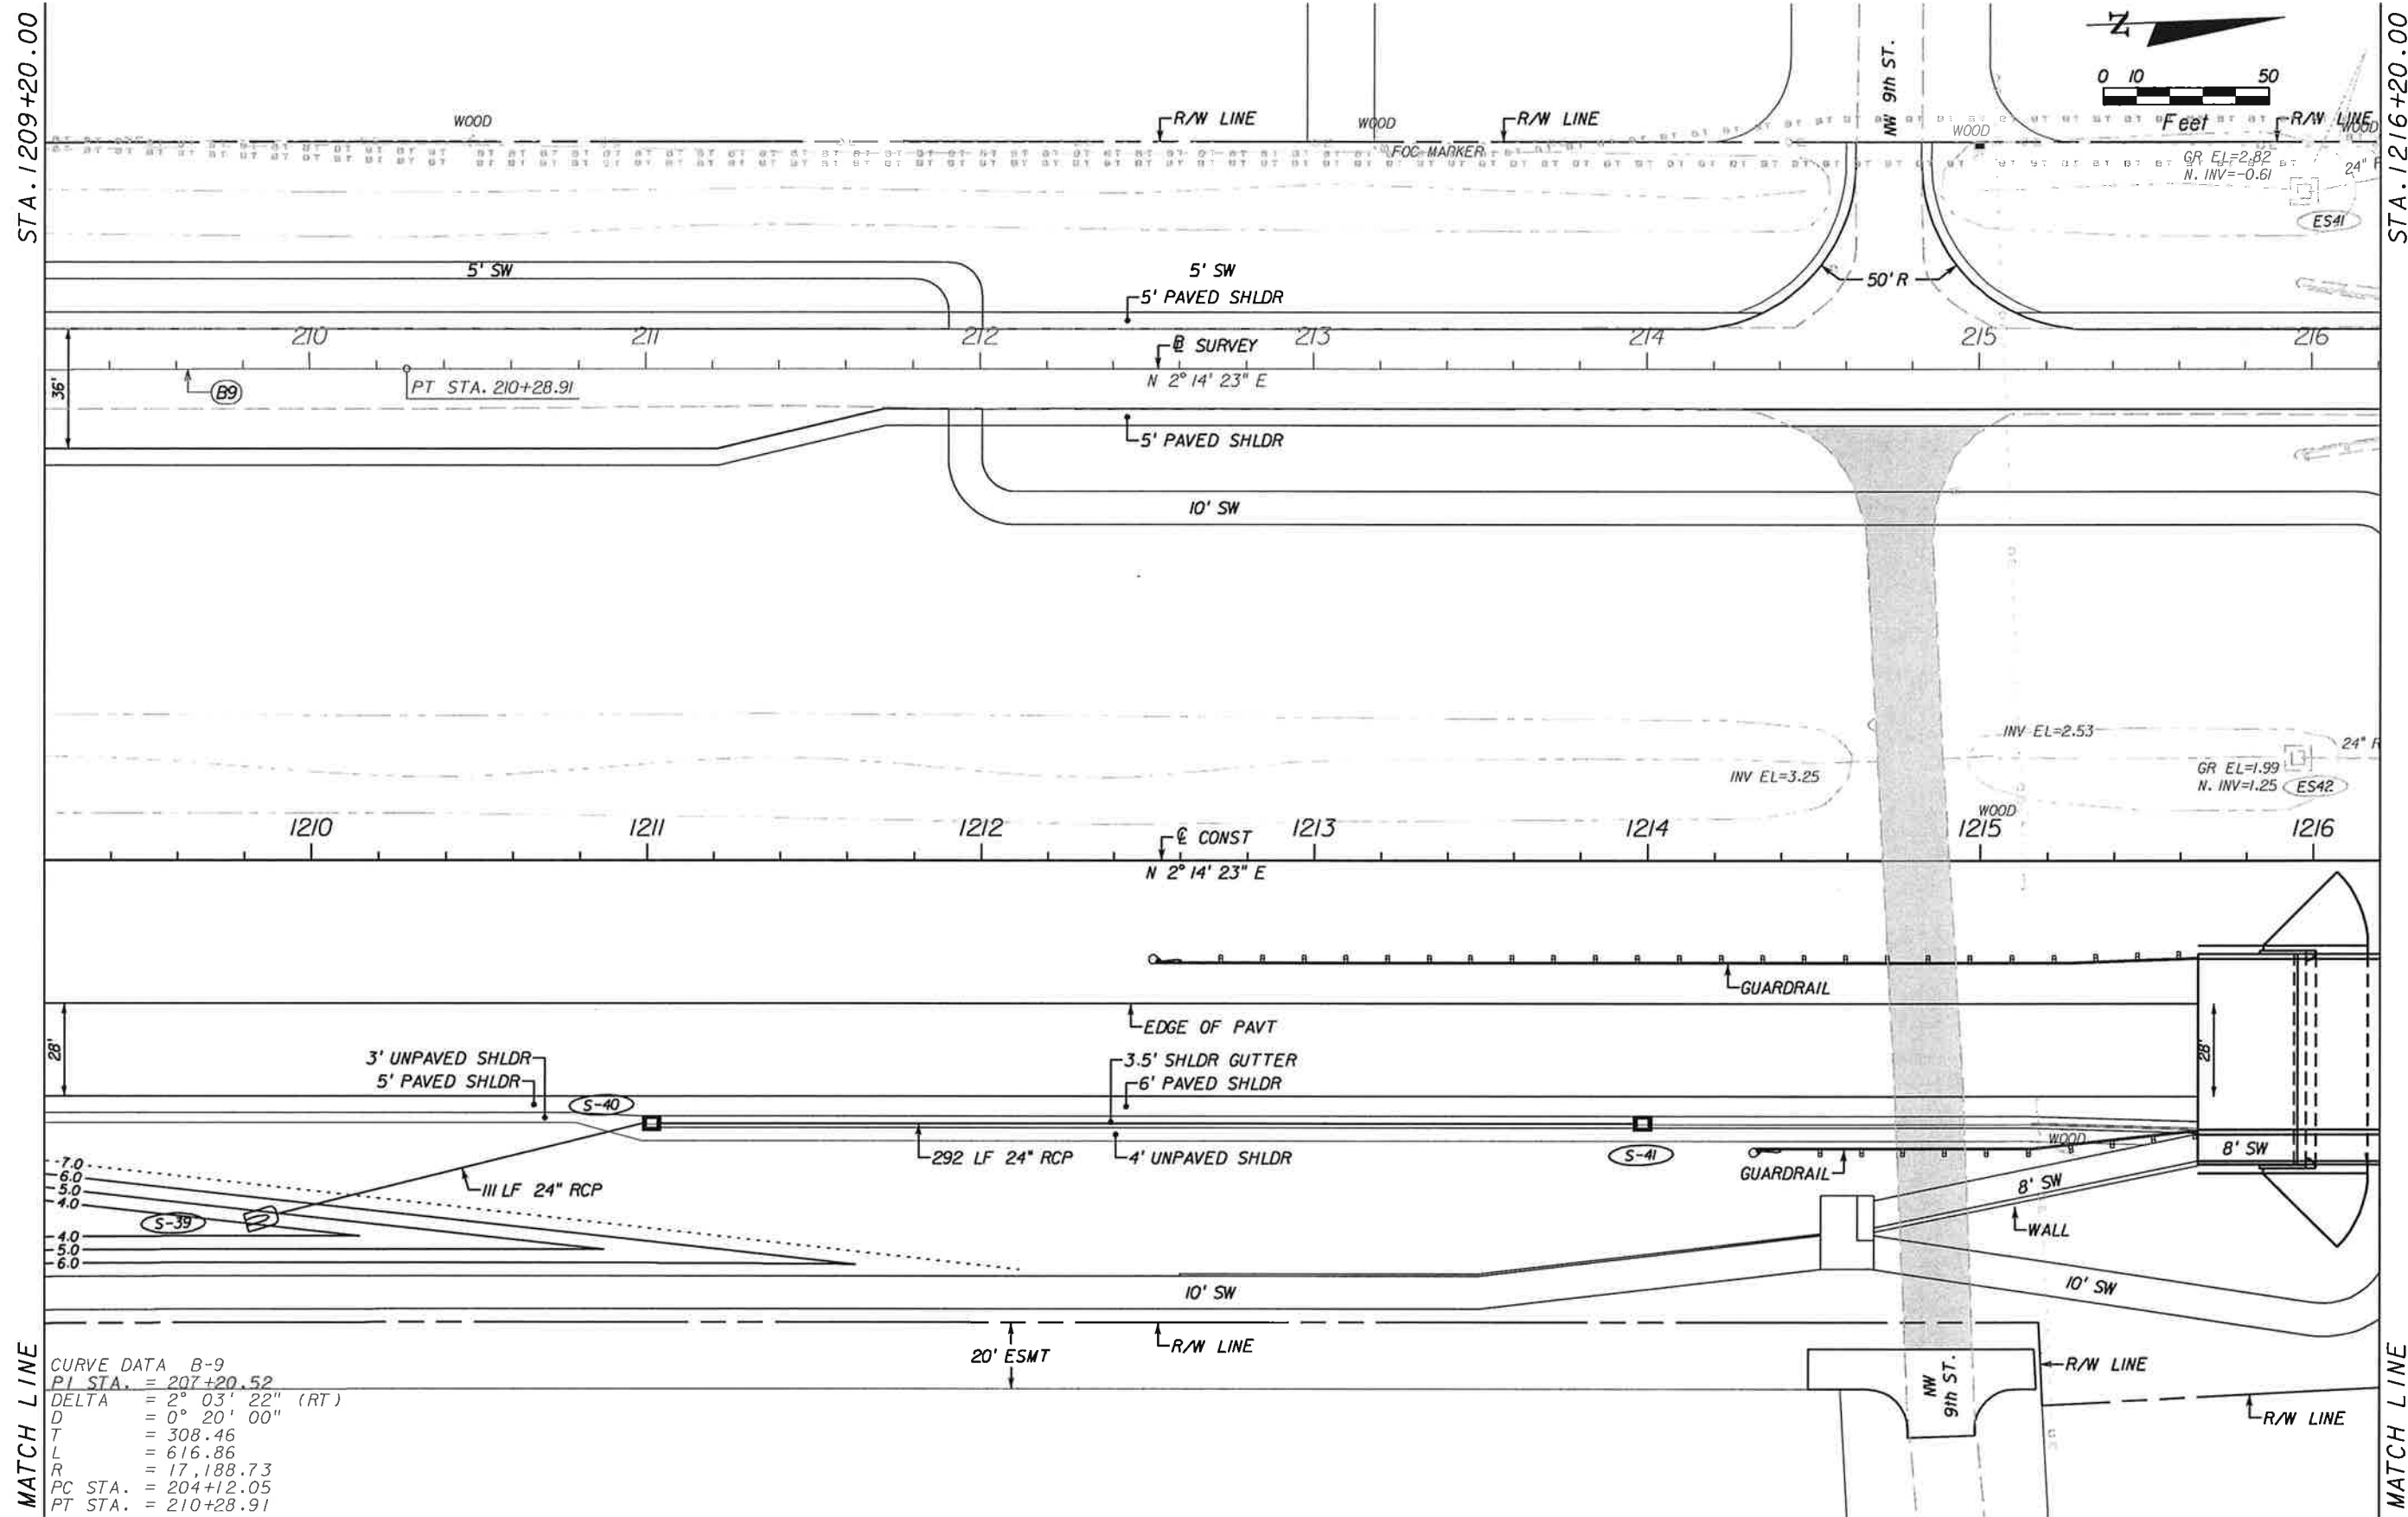 STA. 1209+20.00
STA. 1216+20.00
MATCH LINE
MATCH LINE
N
0 10 50
Feet
WOOD
R/W LINE
WOOD
R/W LINE
NW 9th ST.
WOOD
R/W LINE
WOOD
FOC MARKER
GR EL=2.82
N. INV=-0.61
24"
ES41
5' SW
5' SW
5' PAVED SHLDR
50' R
210 211 212 213 214 215 216
36'
B9
PT STA. 210+28.91
℄ SURVEY
N 2° 14' 23" E
5' PAVED SHLDR
10' SW
INV EL=2.53
24"
INV EL=3.25
GR EL=1.99
N. INV=1.25
ES42
WOOD
1210 1211 1212 1213 1214 1215 1216
℄ CONST
N 2° 14' 23" E
GUARDRAIL
EDGE OF PAVT
28'
28'
3' UNPAVED SHLDR
5' PAVED SHLDR
3.5' SHLDR GUTTER
6' PAVED SHLDR
S-40
292 LF 24" RCP
4' UNPAVED SHLDR
S-41
WOOD
GUARDRAIL
8' SW
8' SW
WALL
7.0
6.0
5.0
4.0
S-39
111 LF 24" RCP
4.0
5.0
6.0
10' SW
10' SW
20' ESMT
R/W LINE
R/W LINE
R/W LINE
NW
9th ST.
CURVE DATA B-9
PI STA. = 207+20.52
DELTA = 2° 03' 22" (RT)
D = 0° 20' 00"
T = 308.46
L = 616.86
R = 17,188.73
PC STA. = 204+12.05
PT STA. = 210+28.91